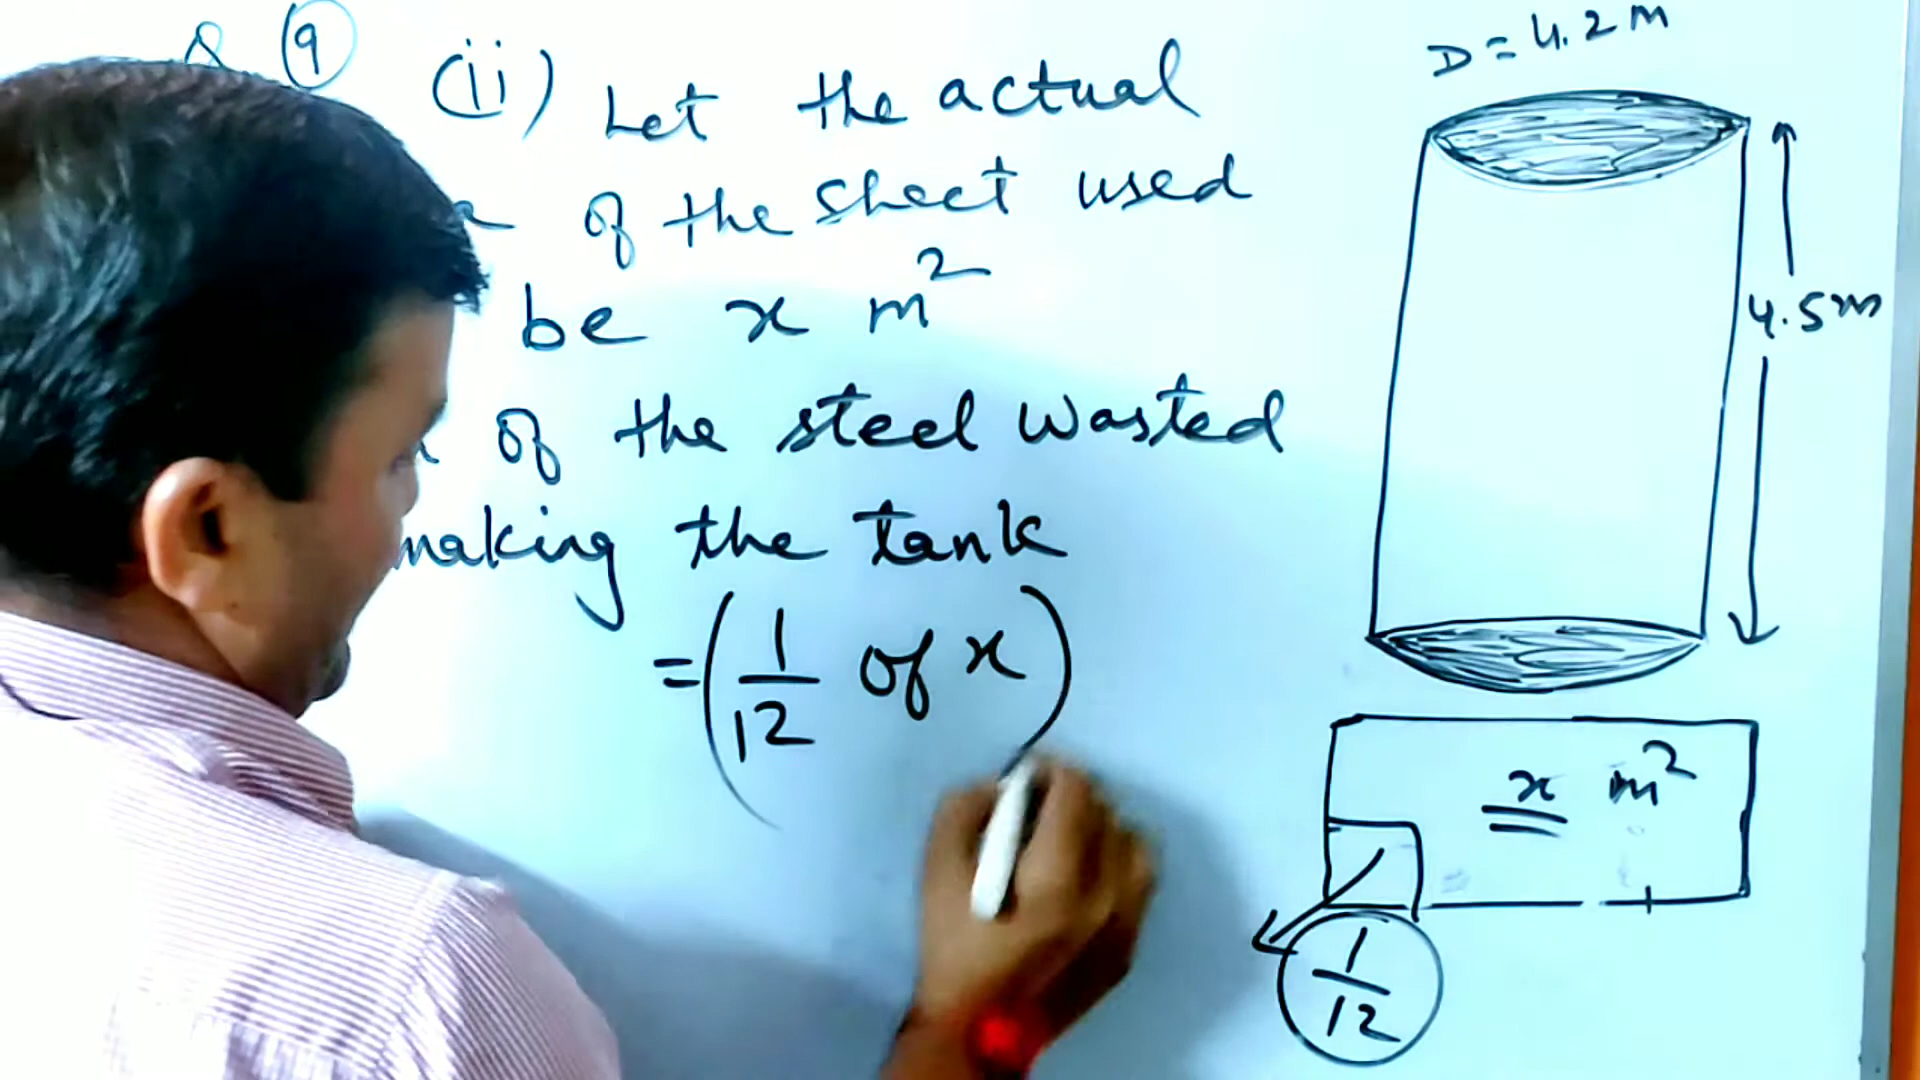 Q 9 (ii) Let the actual
of the sheet used
be x m²
of the steel wasted
making the tank
= (1/12 of x)
D = 4.2 m
4.5m
x m²
1/12